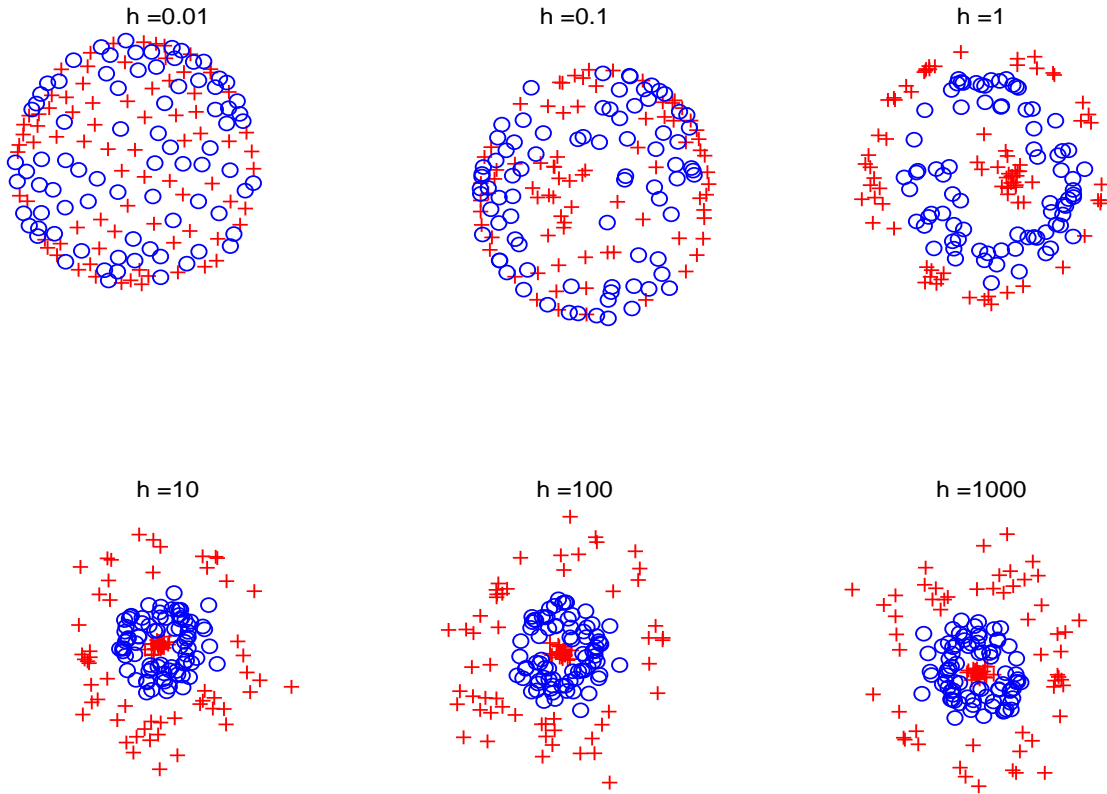 h =0.01
h =0.1
h =1
h =10
h =100
h =1000